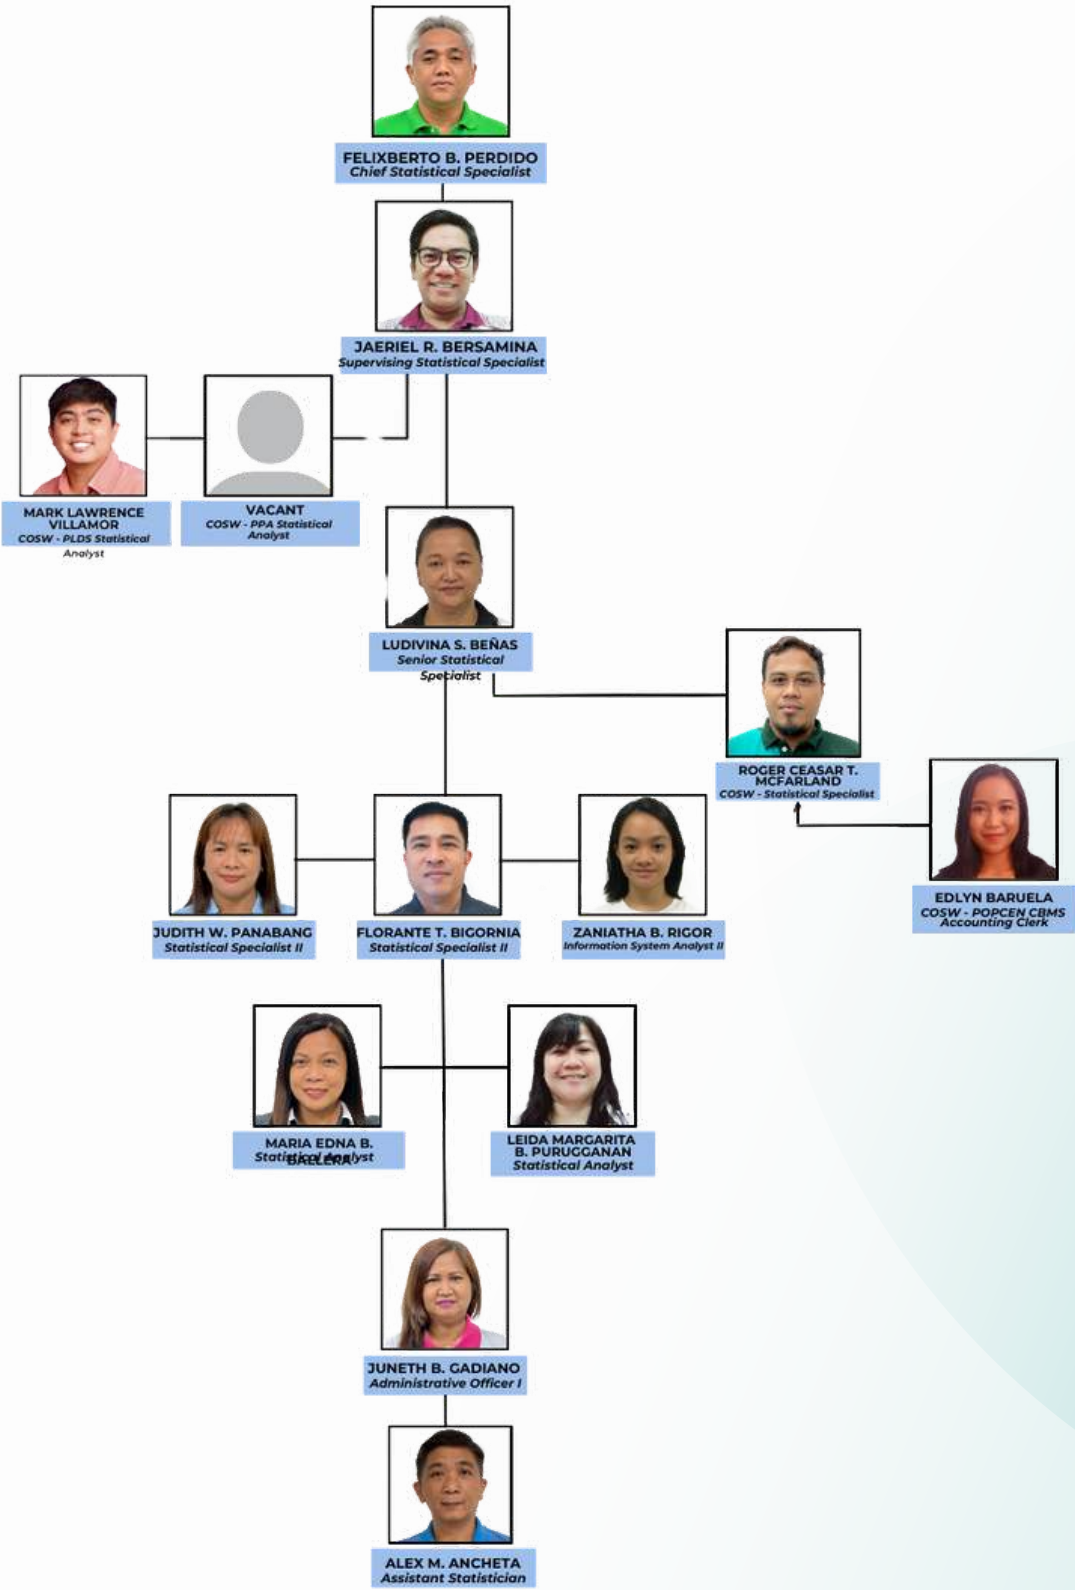 FELIXBERTO B. PERDIDO
Chief Statistical Specialist
JAERIEL R. BERSAMINA
Supervising Statistical Specialist
MARK LAWRENCE
VILLAMOR
COSW - PLDS Statistical
Analyst
VACANT
COSW - PPA Statistical
Analyst
LUDIVINA S. BEÑAS
Senior Statistical
Specialist
ROGER CEASAR T.
MCFARLAND
COSW - Statistical Specialist
EDLYN BARUELA
COSW - POPCEN CBMS
Accounting Clerk
JUDITH W. PANABANG
Statistical Specialist II
FLORANTE T. BIGORNIA
Statistical Specialist II
ZANIATHA B. RIGOR
Information System Analyst II
MARIA EDNA B.
BALLERA
Statistical Analyst
LEIDA MARGARITA
B. PURUGGANAN
Statistical Analyst
JUNETH B. GADIANO
Administrative Officer I
ALEX M. ANCHETA
Assistant Statistician